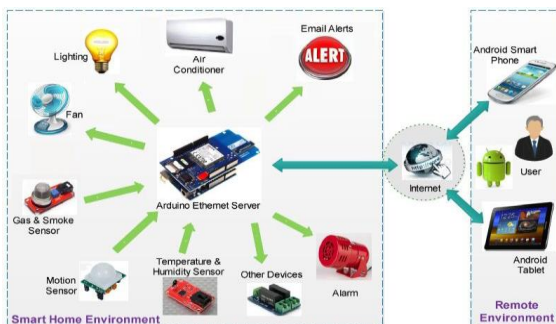 Lighting
Air
Conditioner
Email Alerts
ALERT
Android Smart
Phone
Fan
User
Arduino Ethernet Server
Internet
Gas & Smoke
Sensor
Motion
Sensor
Temperature &
Humidity Sensor
Other Devices
Alarm
Android
Tablet
Smart Home Environment
Remote
Environment